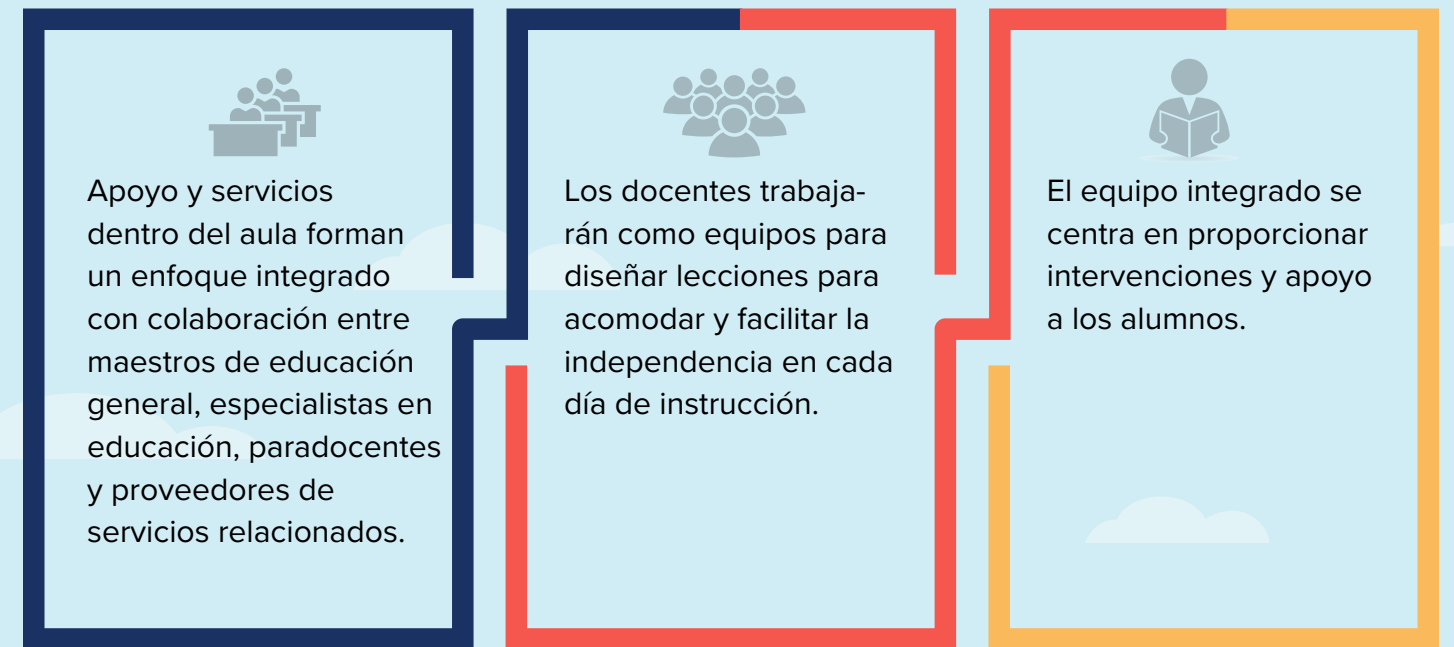 Apoyo y servicios
dentro del aula forman
un enfoque integrado
con colaboración entre
maestros de educación
general, especialistas en
educación, paradocentes
y proveedores de
servicios relacionados.
Los docentes trabaja-
rán como equipos para
diseñar lecciones para
acomodar y facilitar la
independencia en cada
día de instrucción.
El equipo integrado se
centra en proporcionar
intervenciones y apoyo
a los alumnos.